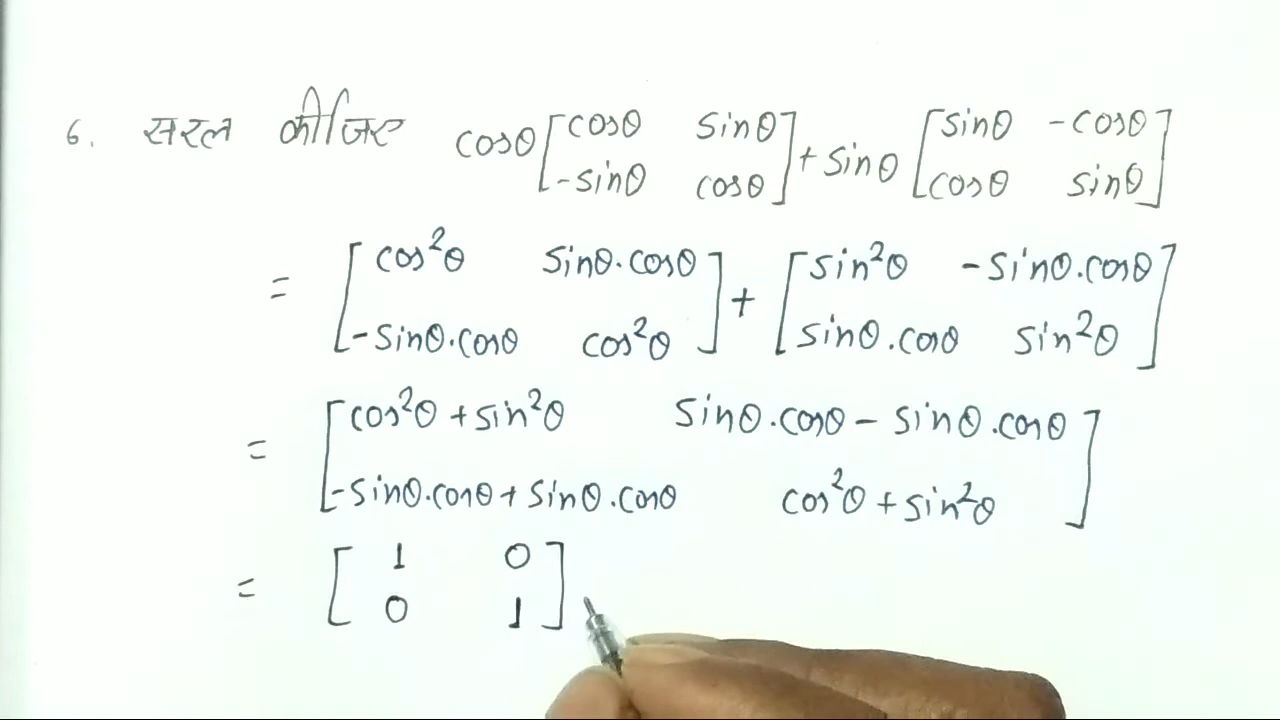 6. सरल कीजिए cosθ [cosθ sinθ -sinθ cosθ] + sinθ [sinθ -cosθ cosθ sinθ]
= [cos²θ sinθ.cosθ -sinθ.cosθ cos²θ] + [sin²θ -sinθ.cosθ sinθ.cosθ sin²θ]
= [cos²θ + sin²θ sinθ.cosθ - sinθ.cosθ -sinθ.cosθ + sinθ.cosθ cos²θ + sin²θ]
= [1 0 0 1]